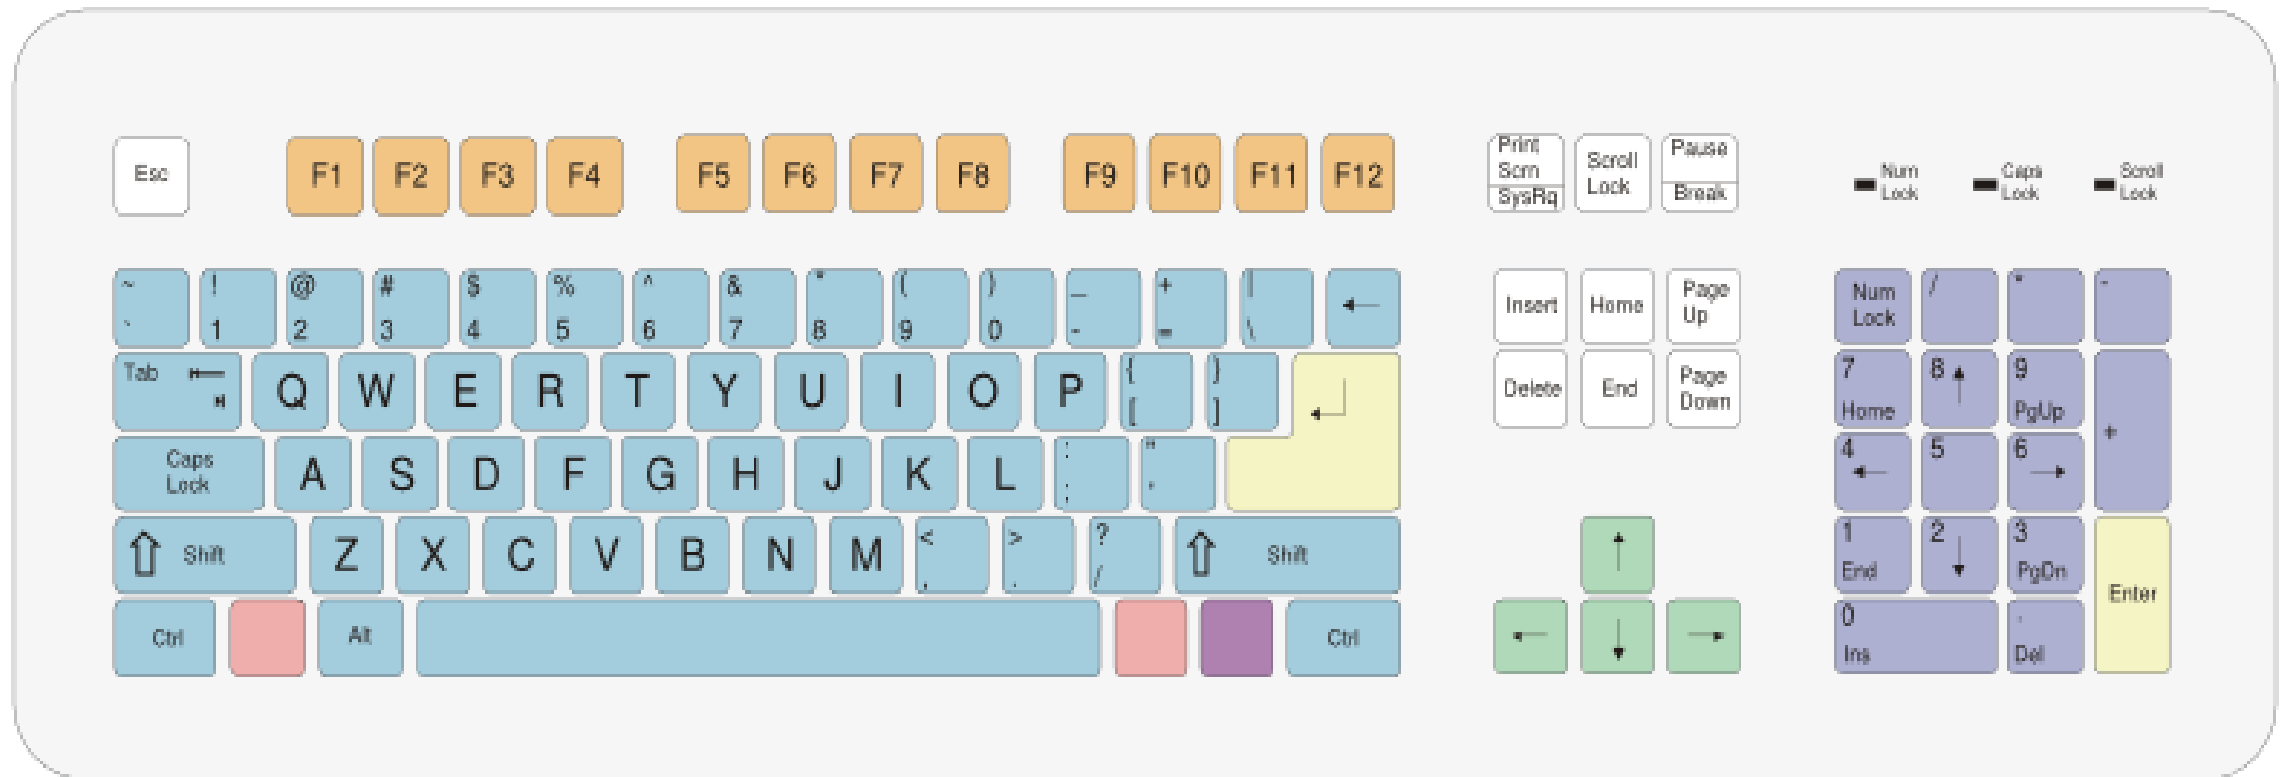 Esc F1 F2 F3 F4 F5 F6 F7 F8 F9 F10 F11 F12
Print
Scrn
SysRq
Scroll
Lock
Pause
Break
Num
Lock
Caps
Lock
Scroll
Lock
~ ! @ # $ % ^ & * ( ) _ + |
` 1 2 3 4 5 6 7 8 9 0 - = \ ←
Insert Home Page
Up
Num
Lock
/ * -
Tab Q W E R T Y U I O P { }
[ ]
↵
Delete End Page
Down
7 8 ↑ 9
Home PgUp
+
Caps
Lock
A S D F G H J K L : "
; '
4 5 6
← →
⇧ Shift Z X C V B N M < > ?
, . /
⇧ Shift
↑
1 2 ↓ 3
End PgDn
Enter
Ctrl Alt Ctrl
← ↓ →
0 .
Ins Del